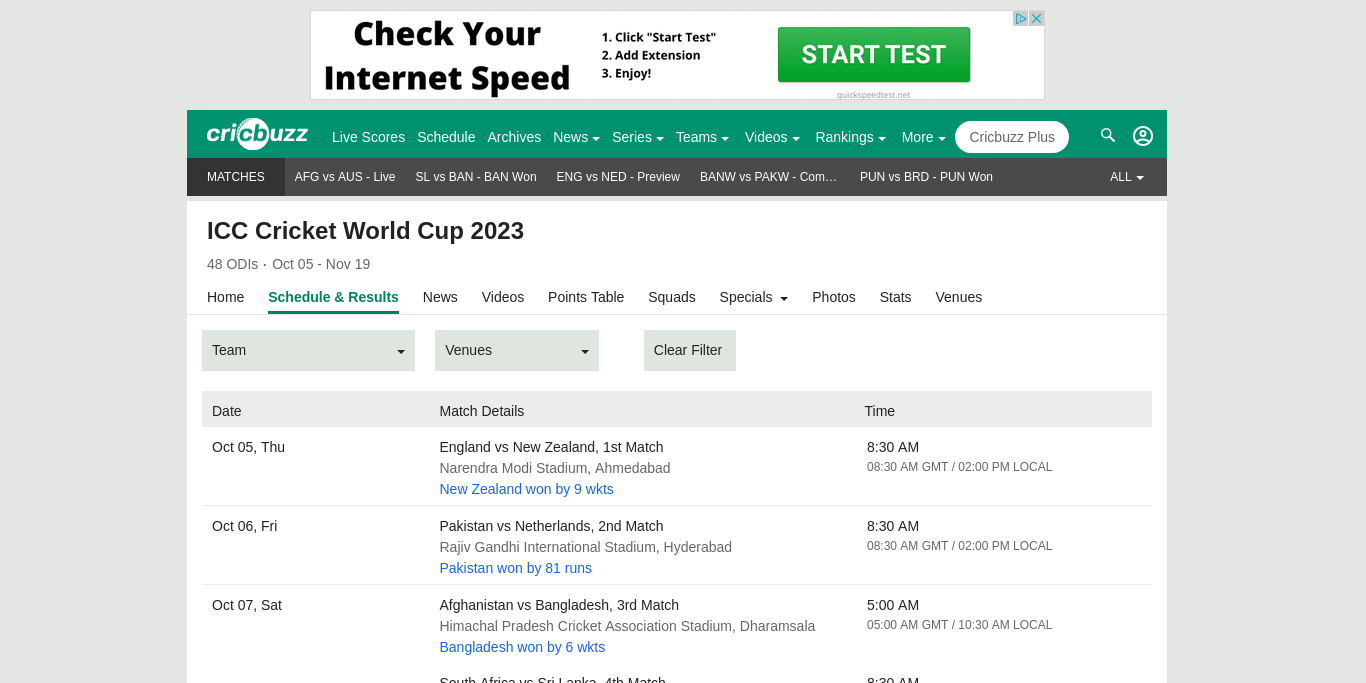 Check Your
Internet Speed
1. Click "Start Test"
2. Add Extension
3. Enjoy!
START TEST
quickspeedtest.net
cricbuzz
Live Scores Schedule Archives News Series Teams Videos Rankings More Cricbuzz Plus
MATCHES AFG vs AUS - Live SL vs BAN - BAN Won ENG vs NED - Preview BANW vs PAKW - Com… PUN vs BRD - PUN Won ALL
ICC Cricket World Cup 2023
48 ODIs · Oct 05 - Nov 19
Home Schedule & Results News Videos Points Table Squads Specials Photos Stats Venues
Team Venues Clear Filter
Date Match Details Time
Oct 05, Thu England vs New Zealand, 1st Match 8:30 AM
Narendra Modi Stadium, Ahmedabad 08:30 AM GMT / 02:00 PM LOCAL
New Zealand won by 9 wkts
Oct 06, Fri Pakistan vs Netherlands, 2nd Match 8:30 AM
Rajiv Gandhi International Stadium, Hyderabad 08:30 AM GMT / 02:00 PM LOCAL
Pakistan won by 81 runs
Oct 07, Sat Afghanistan vs Bangladesh, 3rd Match 5:00 AM
Himachal Pradesh Cricket Association Stadium, Dharamsala 05:00 AM GMT / 10:30 AM LOCAL
Bangladesh won by 6 wkts
South Africa vs Sri Lanka, 4th Match 8:30 AM